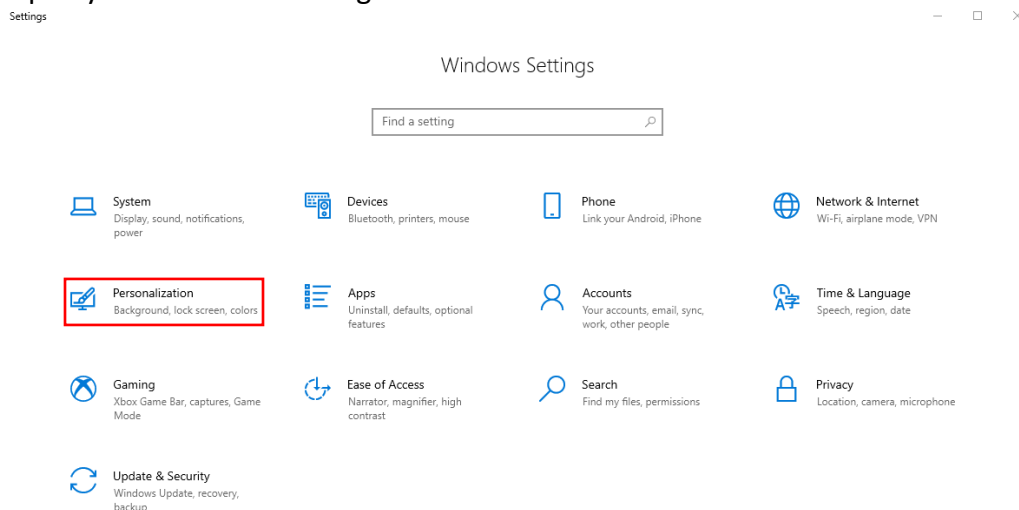 Settings
Windows Settings
Find a setting
System
Display, sound, notifications,
power
Devices
Bluetooth, printers, mouse
Phone
Link your Android, iPhone
Network & Internet
Wi-Fi, airplane mode, VPN
Personalization
Background, lock screen, colors
Apps
Uninstall, defaults, optional
features
Accounts
Your accounts, email, sync,
work, other people
Time & Language
Speech, region, date
Gaming
Xbox Game Bar, captures, Game
Mode
Ease of Access
Narrator, magnifier, high
contrast
Search
Find my files, permissions
Privacy
Location, camera, microphone
Update & Security
Windows Update, recovery,
backup